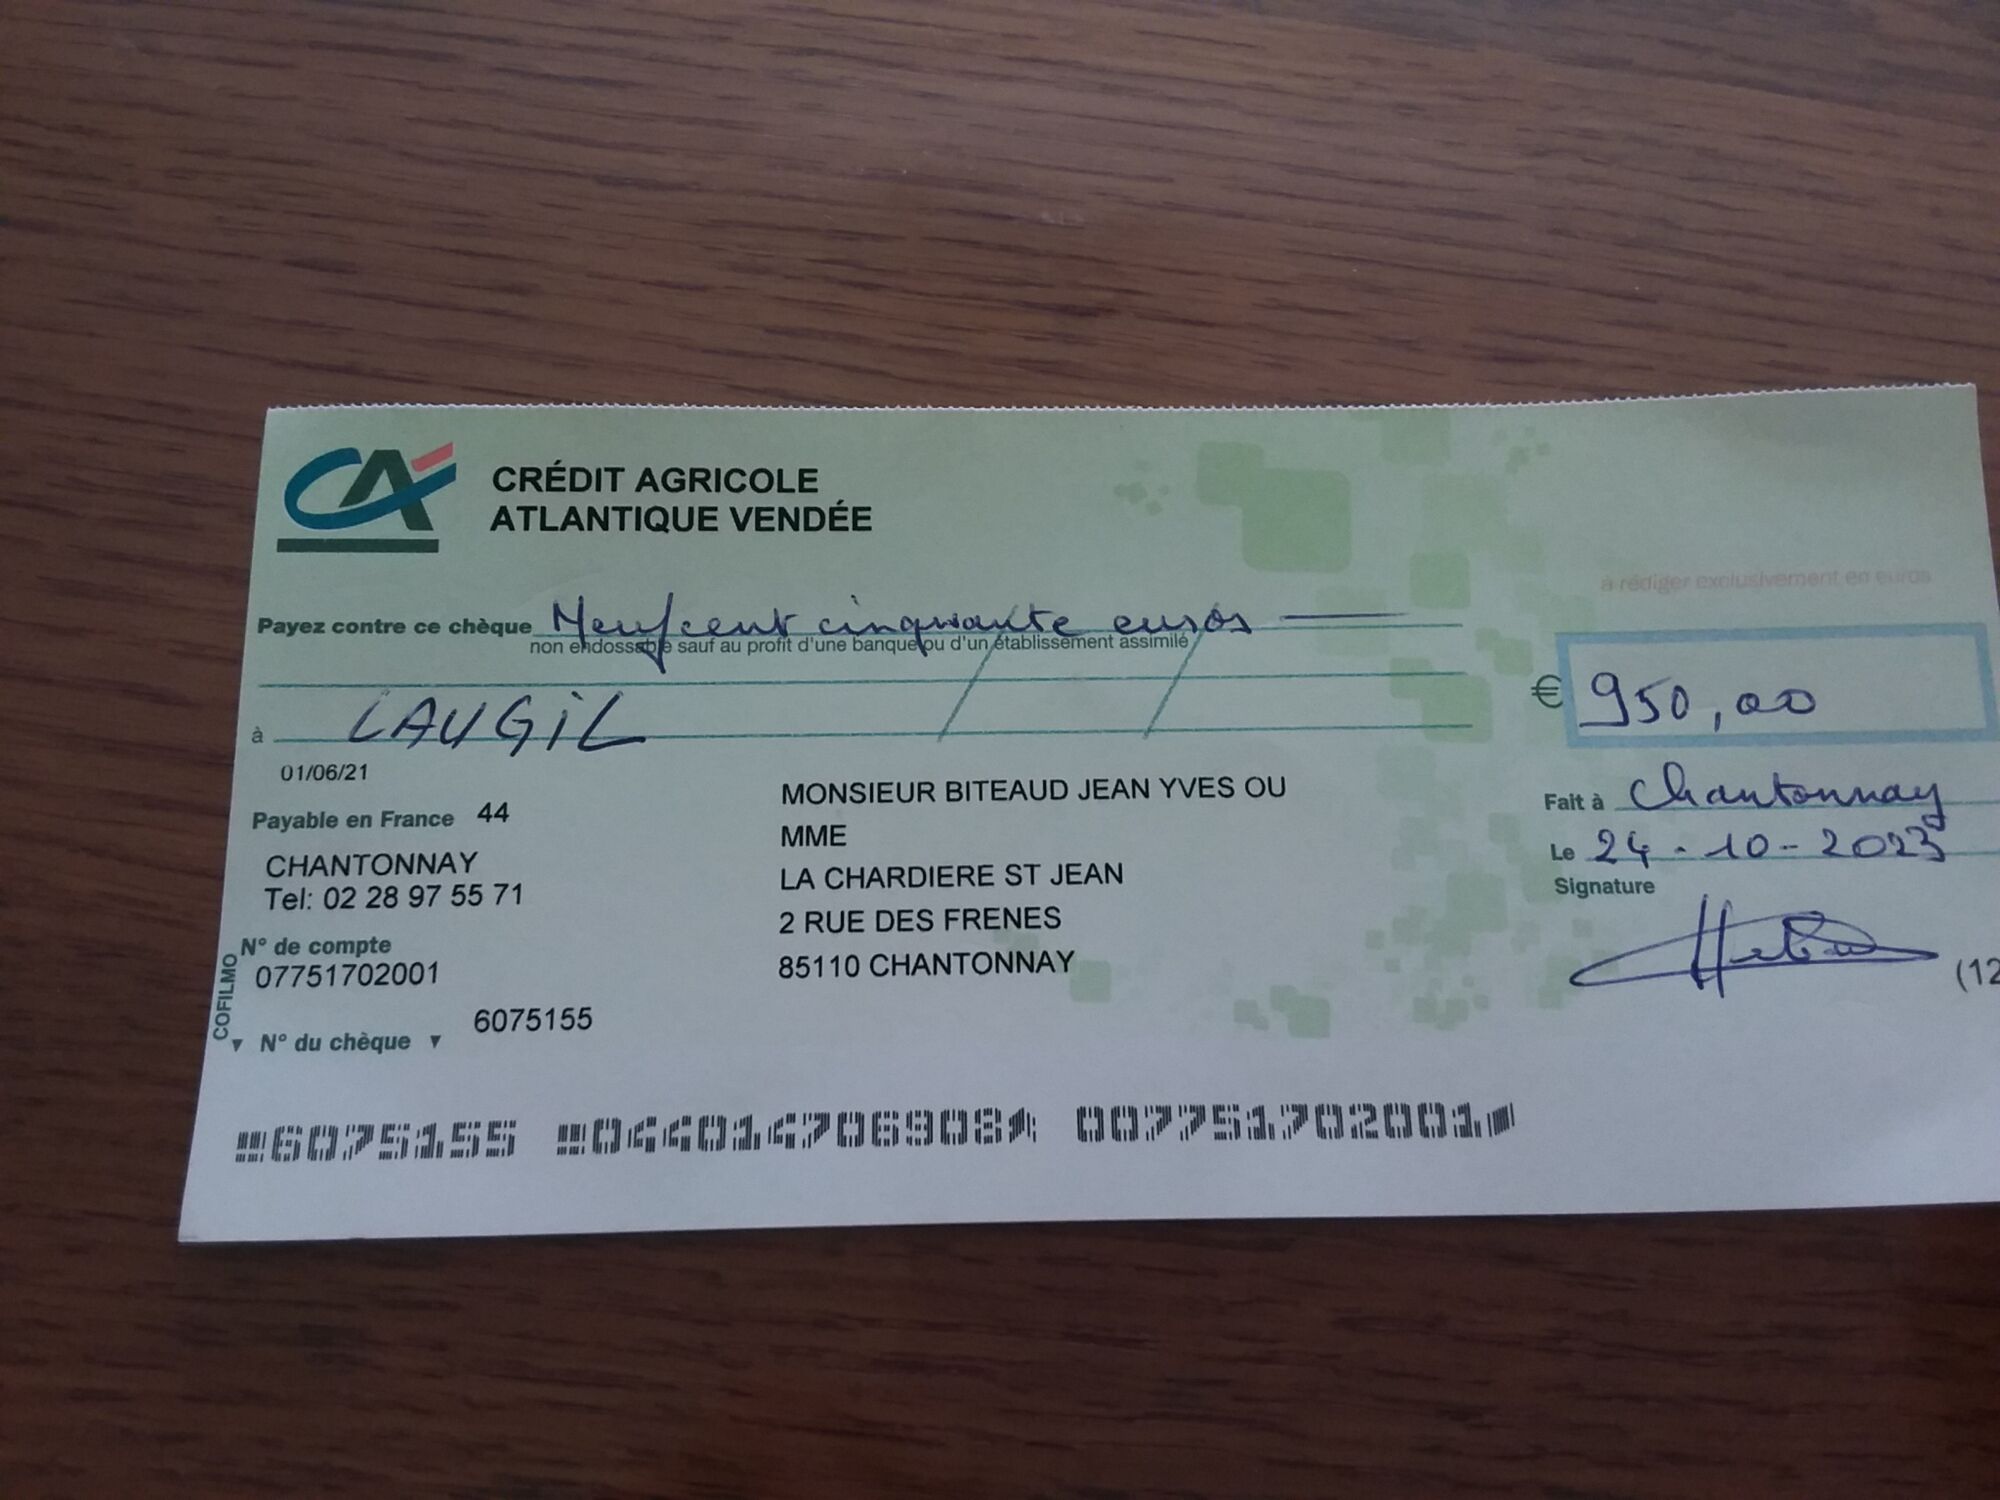 CA
CRÉDIT AGRICOLE
ATLANTIQUE VENDÉE
à rédiger exclusivement en euros
Payez contre ce chèque Neuf cent cinquante euros
non endossable sauf au profit d'une banque ou d'un établissement assimilé
€ 950,00
à LAUGIL
01/06/21
Payable en France 44
CHANTONNAY
Tel: 02 28 97 55 71
N° de compte
07751702001
COFILMO
N° du chèque 6075155
MONSIEUR BITEAUD JEAN YVES OU
MME
LA CHARDIERE ST JEAN
2 RUE DES FRENES
85110 CHANTONNAY
Fait à Chantonnay
Le 24-10-2023
Signature
(12
6075155 044014706908 007751702001